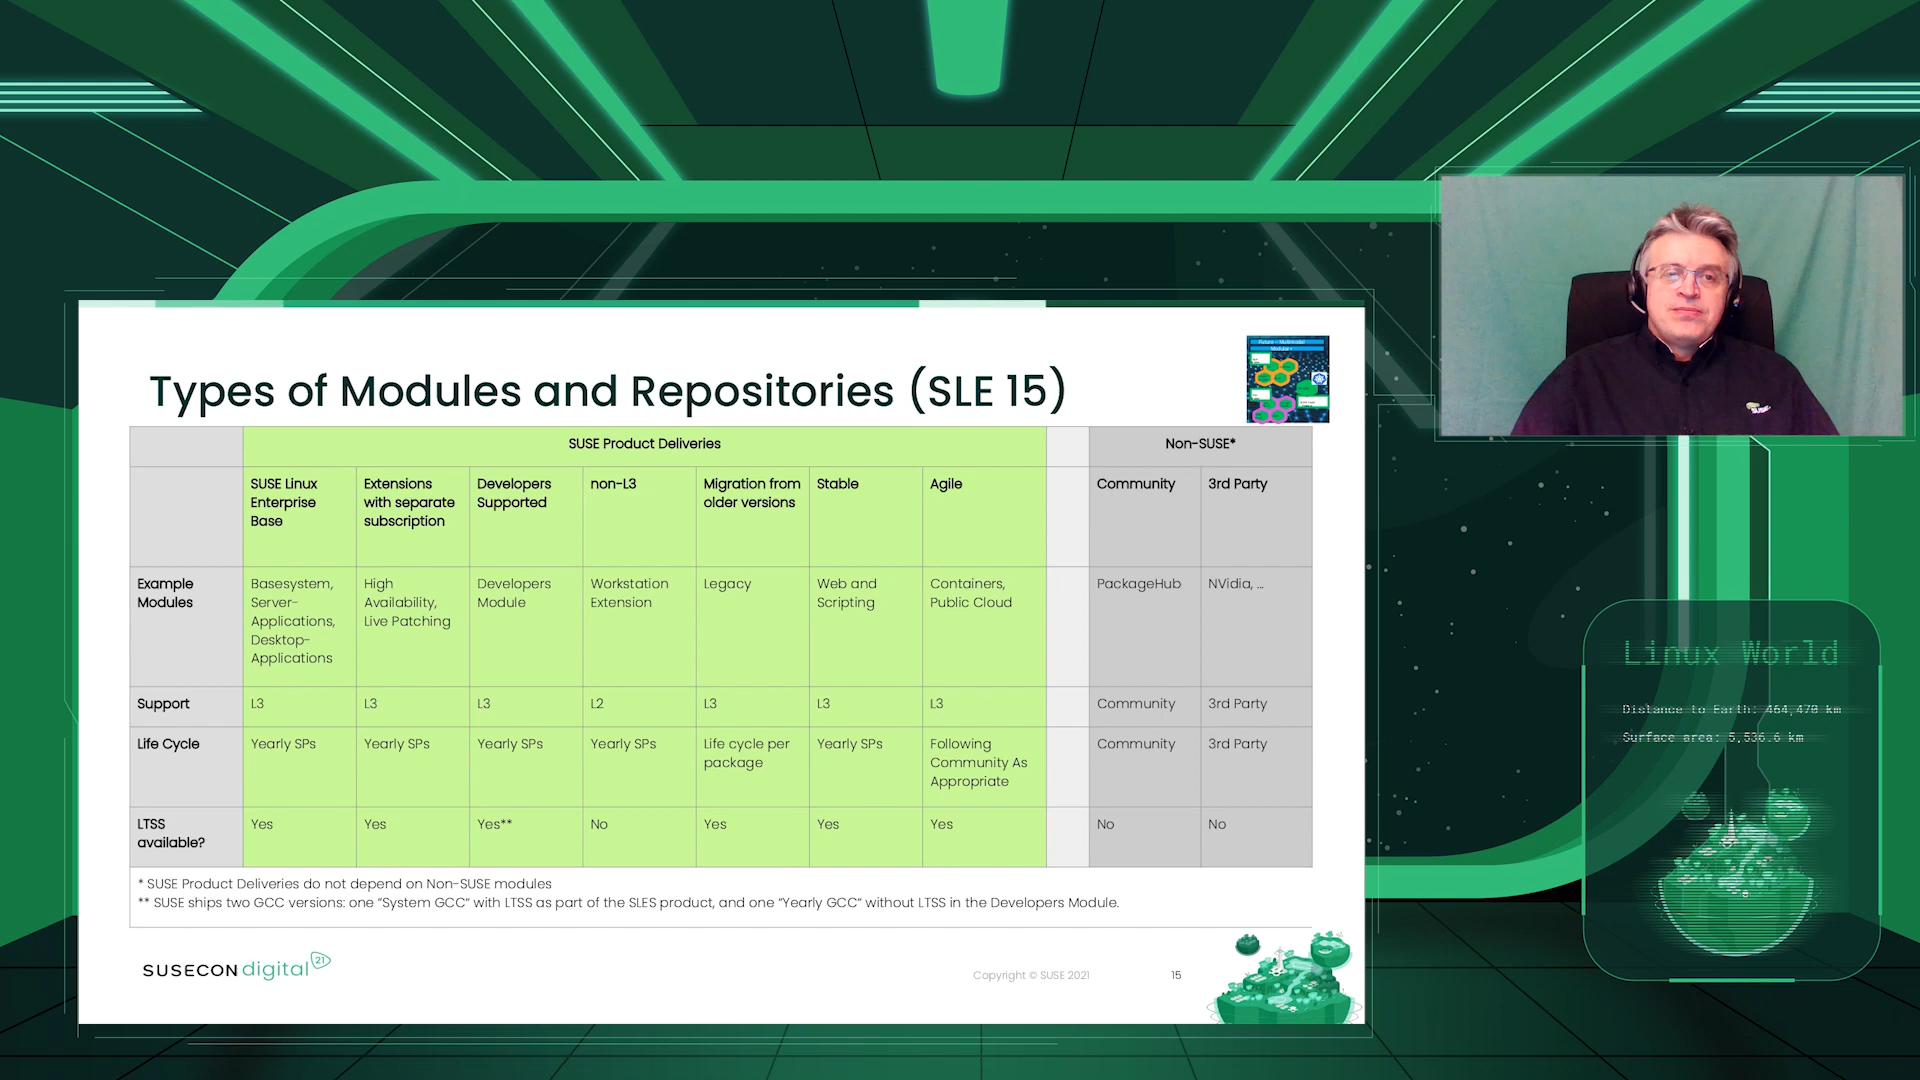 Types of Modules and Repositories (SLE 15)
SUSE Product Deliveries
Non-SUSE*
SUSE Linux Enterprise Base
Extensions with separate subscription
Developers Supported
non-L3
Migration from older versions
Stable
Agile
Community
3rd Party
Example Modules
Basesystem, Server-Applications, Desktop-Applications
High Availability, Live Patching
Developers Module
Workstation Extension
Legacy
Web and Scripting
Containers, Public Cloud
PackageHub
NVidia, ...
Support
L3
L3
L3
L2
L3
L3
L3
Community
3rd Party
Life Cycle
Yearly SPs
Yearly SPs
Yearly SPs
Yearly SPs
Life cycle per package
Yearly SPs
Following Community As Appropriate
Community
3rd Party
LTSS available?
Yes
Yes
Yes**
No
Yes
Yes
Yes
No
No
* SUSE Product Deliveries do not depend on Non-SUSE modules
** SUSE ships two GCC versions: one “System GCC” with LTSS as part of the SLES product, and one “Yearly GCC” without LTSS in the Developers Module.
SUSECON digital 21
Copyright © SUSE 2021
15
SUSE
Linux World
Distance to Earth: 464,470 km
Surface area: 5,536.6 km